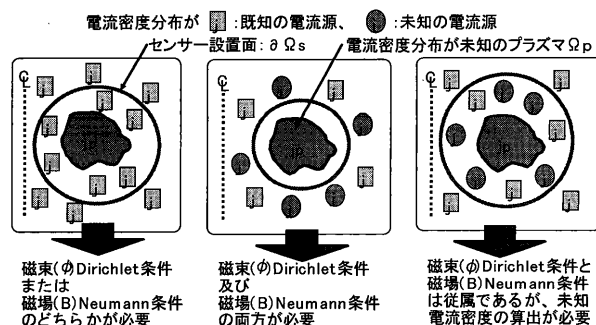 電流密度分布が j :既知の電流源、 :未知の電流源
センサー設置面:∂Ωs
電流密度分布が未知のプラズマΩp
℄
j
j
j
j
j
j
j
j
j
j
j
jp
℄
j
j
j
j
jp
℄
j
j
j
j
j
j
j
jp
磁束(φ)Dirichlet条件
または
磁場(B)Neumann条件
のどちらかが必要
磁束(φ)Dirichlet条件
及び
磁場(B)Neumann条件
の両方が必要
磁束(φ)Dirichlet条件と
磁場(B)Neumann条件
は従属であるが、未知
電流密度の算出が必要